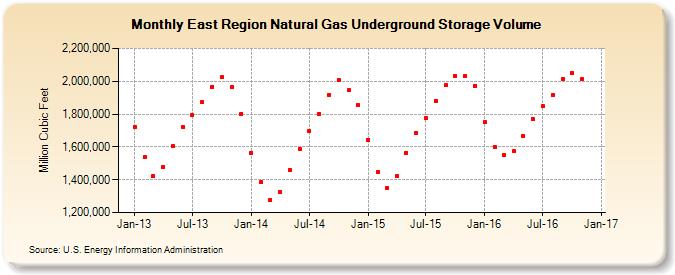 Monthly East Region Natural Gas Underground Storage Volume
Million Cubic Feet
2,200,000
2,000,000
1,800,000
1,600,000
1,400,000
1,200,000
Jan-13
Jul-13
Jan-14
Jul-14
Jan-15
Jul-15
Jan-16
Jul-16
Jan-17
Source: U.S. Energy Information Administration